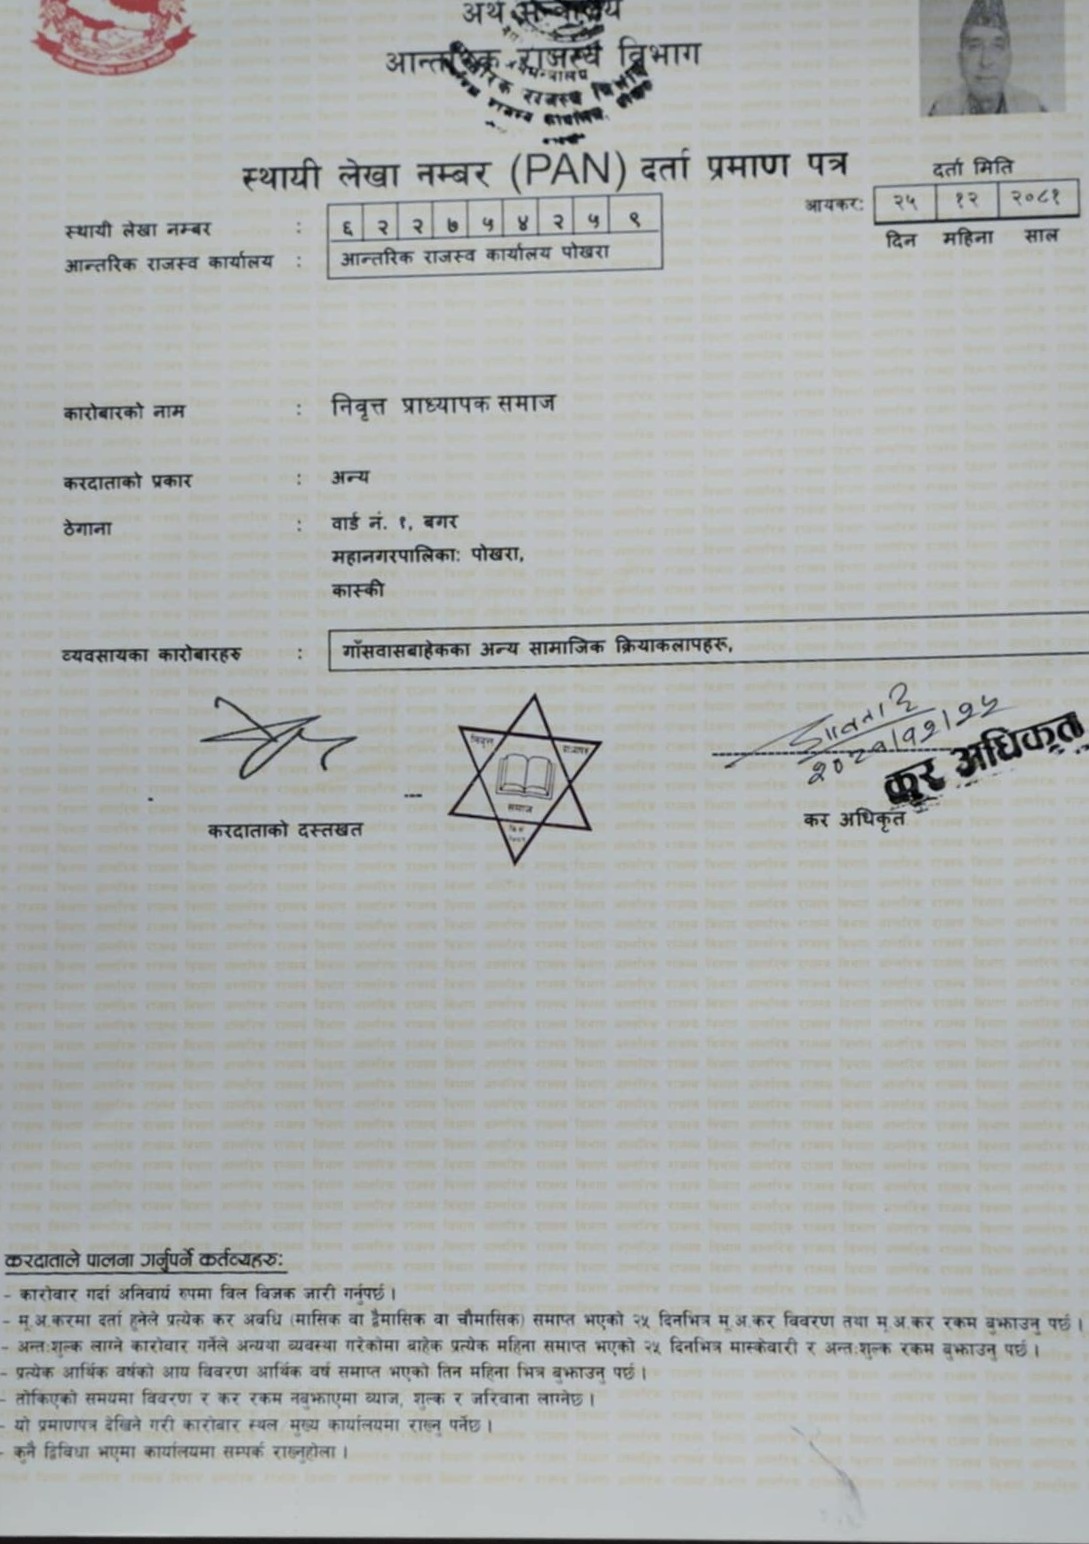 अर्थ मन्त्रालय
आन्तरिक राजस्व विभाग
स्थायी लेखा नम्बर (PAN) दर्ता प्रमाण पत्र
दर्ता मिति
आयकर: २५ १२ २०८१
दिन महिना साल
स्थायी लेखा नम्बर : ६ २ २ ७ ५ ४ २ ५ ९
आन्तरिक राजस्व कार्यालय : आन्तरिक राजस्व कार्यालय पोखरा
कारोबारको नाम : निवृत्त प्राध्यापक समाज
करदाताको प्रकार : अन्य
ठेगाना : वार्ड नं. १, बगर
महानगरपालिका: पोखरा,
कास्की
व्यवसायका कारोबारहरु : गाँसवासबाहेकका अन्य सामाजिक क्रियाकलापहरू,
निवृत्त
समाज
कर अधिकृत
करदाताको दस्तखत
कर अधिकृत
करदाताले पालना गर्नुपर्ने कर्तव्यहरु:
- कारोबार गर्दा अनिवार्य रुपमा विल विजक जारी गर्नुपर्छ ।
- मू.अ.करमा दर्ता हुनेले प्रत्येक कर अवधि (मासिक वा द्वैमासिक वा चौमासिक) समाप्त भएको २५ दिनभित्र मू.अ.कर विवरण तथा मू.अ.कर रकम बुझाउनु पर्छ ।
- अन्त:शुल्क लाग्ने कारोबार गर्नेले अन्यथा व्यवस्था गरेकोमा बाहेक प्रत्येक महिना समाप्त भएको २५ दिनभित्र मास्केवारी र अन्त:शुल्क रकम बुझाउनु पर्छ ।
- प्रत्येक आर्थिक वर्षको आय विवरण आर्थिक वर्ष समाप्त भएको तिन महिना भित्र बुझाउनु पर्छ ।
- तोकिएको समयमा विवरण र कर रकम नबुझाएमा व्याज, शुल्क र जरिवाना लाग्नेछ ।
- यो प्रमाणपत्र देखिने गरी कारोबार स्थल, मुख्य कार्यालयमा राख्नु पर्नेछ ।
- कुनै द्विविधा भएमा कार्यालयमा सम्पर्क राख्नुहोला ।